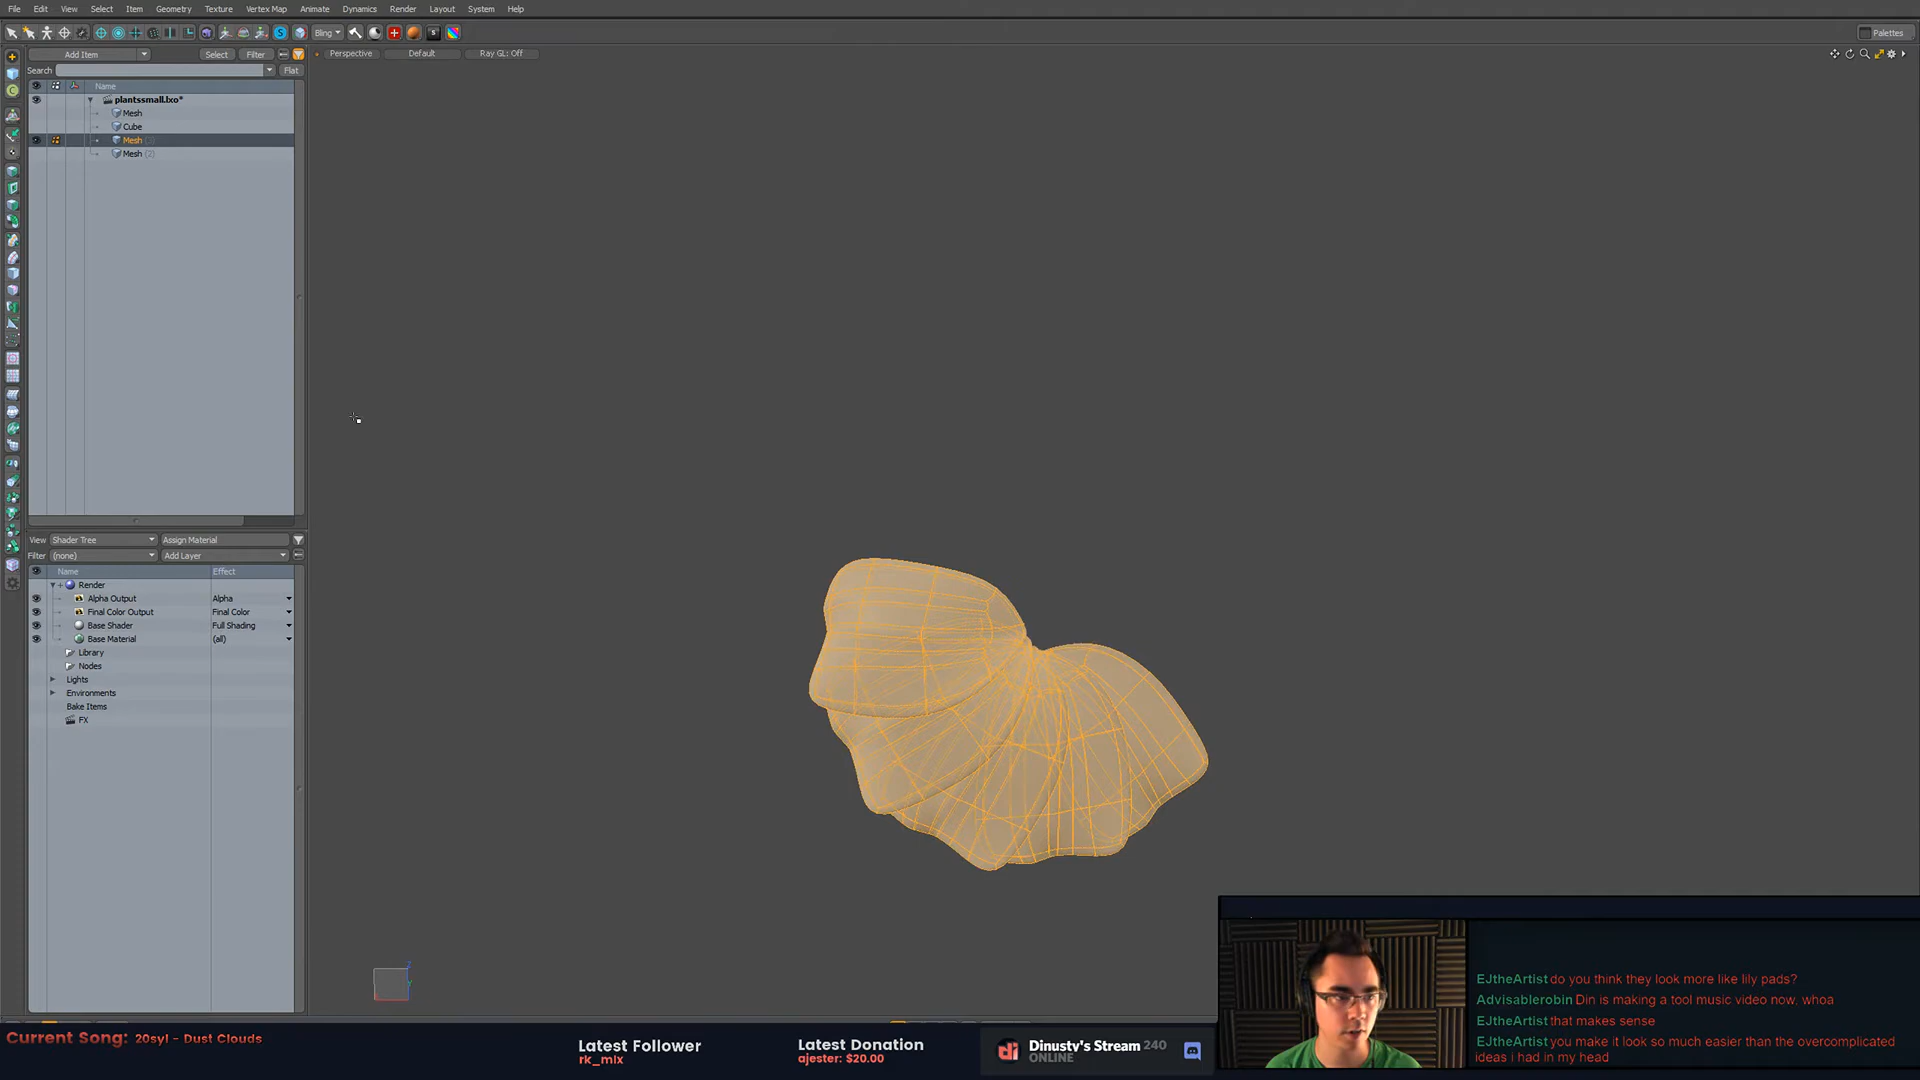 File Edit View Select Item Geometry Texture Vertex Map Animate Dynamics Render Layout System Help
Bling Palettes
Add Item Select Filter
Perspective Default Ray GL: Off
Search Flat
Name
plantssmall.lxo*
Mesh
Cube
Mesh (3)
Mesh (2)
View Shader Tree Assign Material
Filter (none) Add Layer
Name Effect
Render
Alpha Output Alpha
Final Color Output Final Color
Base Shader Full Shading
Base Material (all)
Library
Nodes
Lights
Environments
Bake Items
FX
EJtheArtist do you think they look more like lily pads?
Advisablerobin Din is making a tool music video now, whoa
EJtheArtist that makes sense
EJtheArtist you make it look so much easier than the overcomplicated
ideas i had in my head
Current Song: 20syl - Dust Clouds
Latest Follower
rk_mlx
Latest Donation
ajester: $20.00
Dinusty's Stream 240
ONLINE